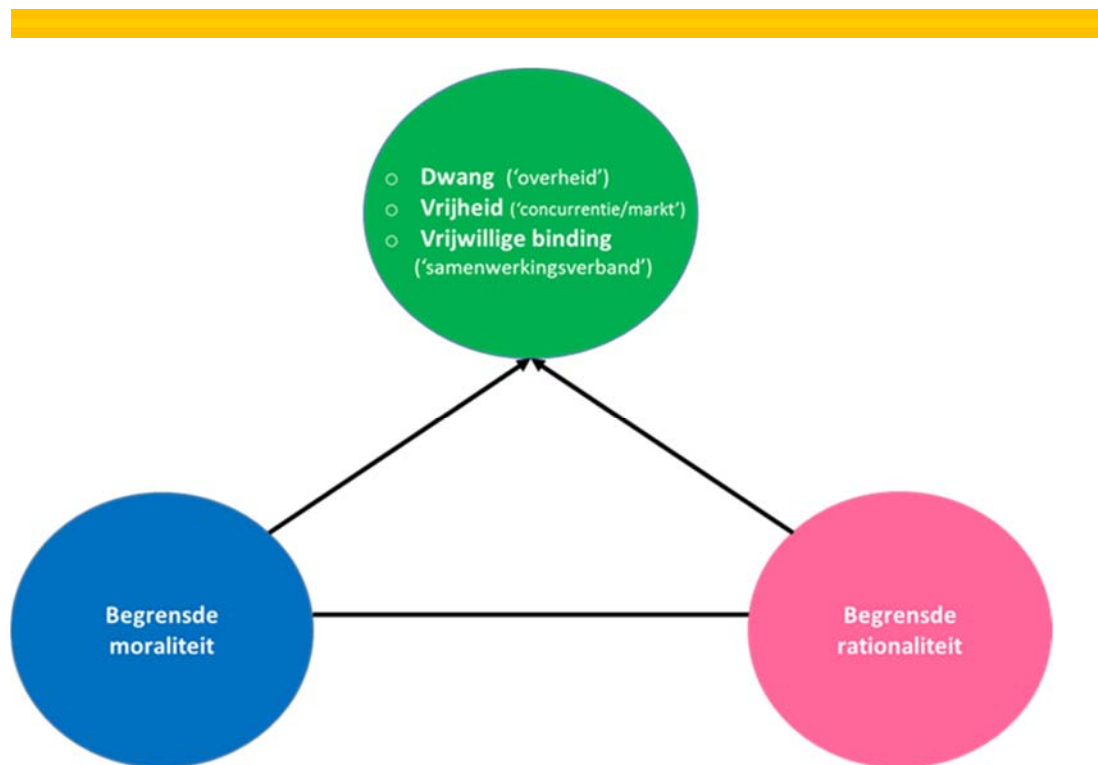 ○ Dwang (‘overheid’)
○ Vrijheid (‘concurrentie/markt’)
○ Vrijwillige binding
(‘samenwerkingsverband’)
Begrensde
moraliteit
Begrensde
rationaliteit